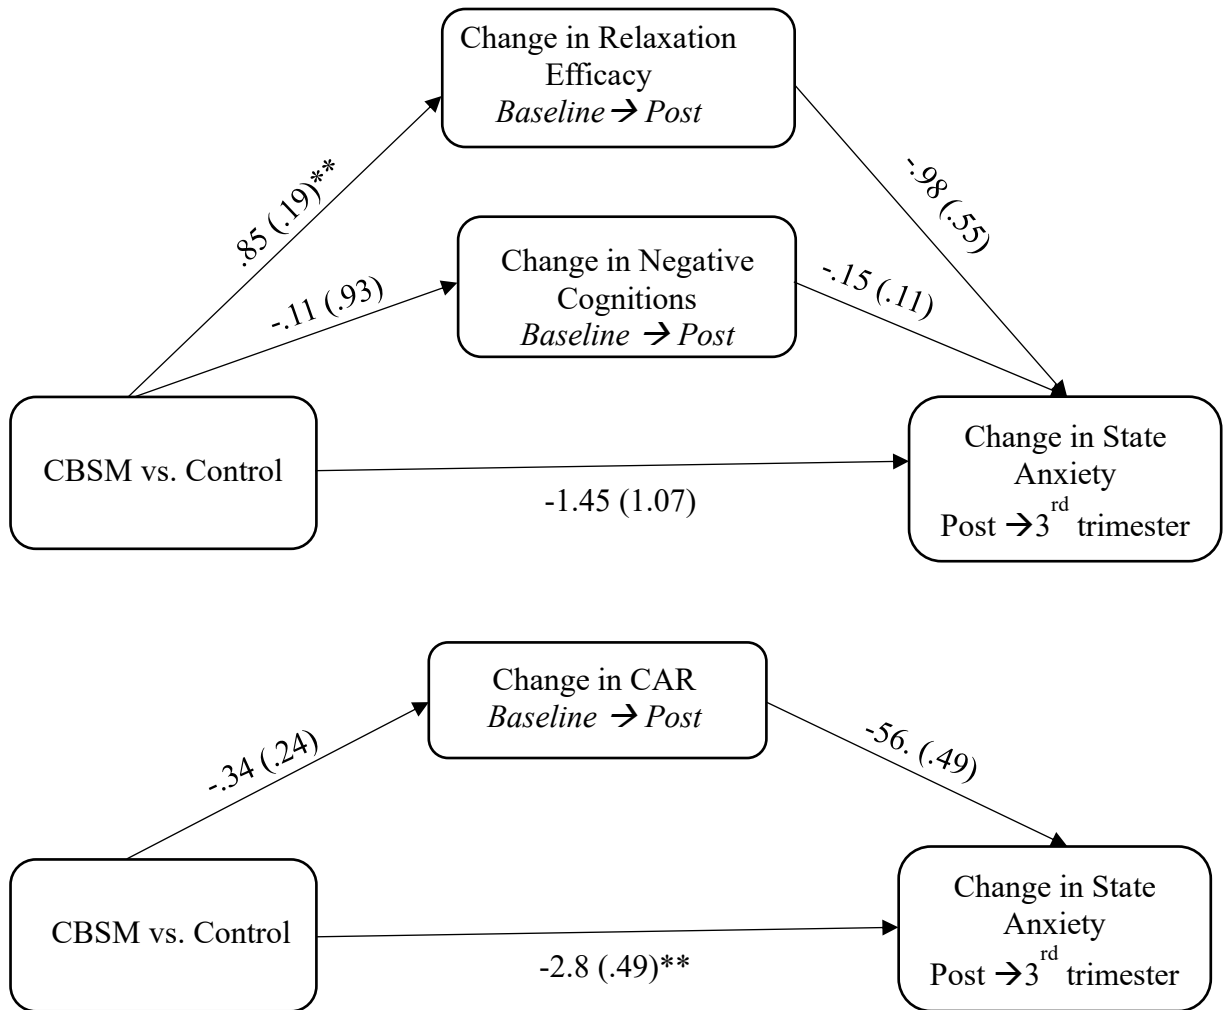 Change in Relaxation
Efficacy
Baseline → Post
.85 (.19)**
-.98 (.55)
Change in Negative
Cognitions
Baseline → Post
-.11 (.93)
-.15 (.11)
CBSM vs. Control
-1.45 (1.07)
Change in State
Anxiety
Post → 3rd trimester
Change in CAR
Baseline → Post
-.34 (.24)
-56. (.49)
CBSM vs. Control
-2.8 (.49)**
Change in State
Anxiety
Post → 3rd trimester